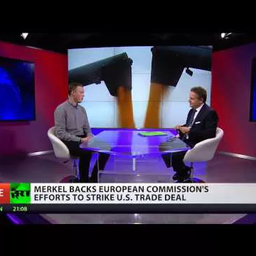 MERKEL BACKS EUROPEAN COMMISSION'S
EFFORTS TO STRIKE U.S. TRADE DEAL
RT
21:08